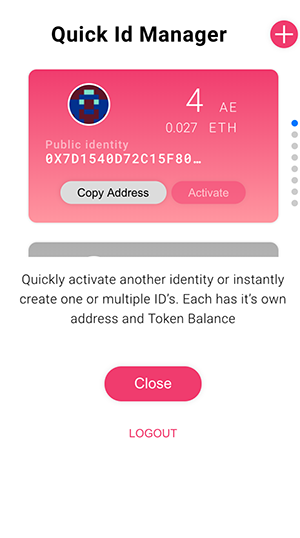 Quick Id Manager
4 AE
0.027 ETH
Public identity
0X7D1540D72C15F80…
Copy Address
Activate
Quickly activate another identity or instantly
create one or multiple ID's. Each has it's own
address and Token Balance
Close
LOGOUT